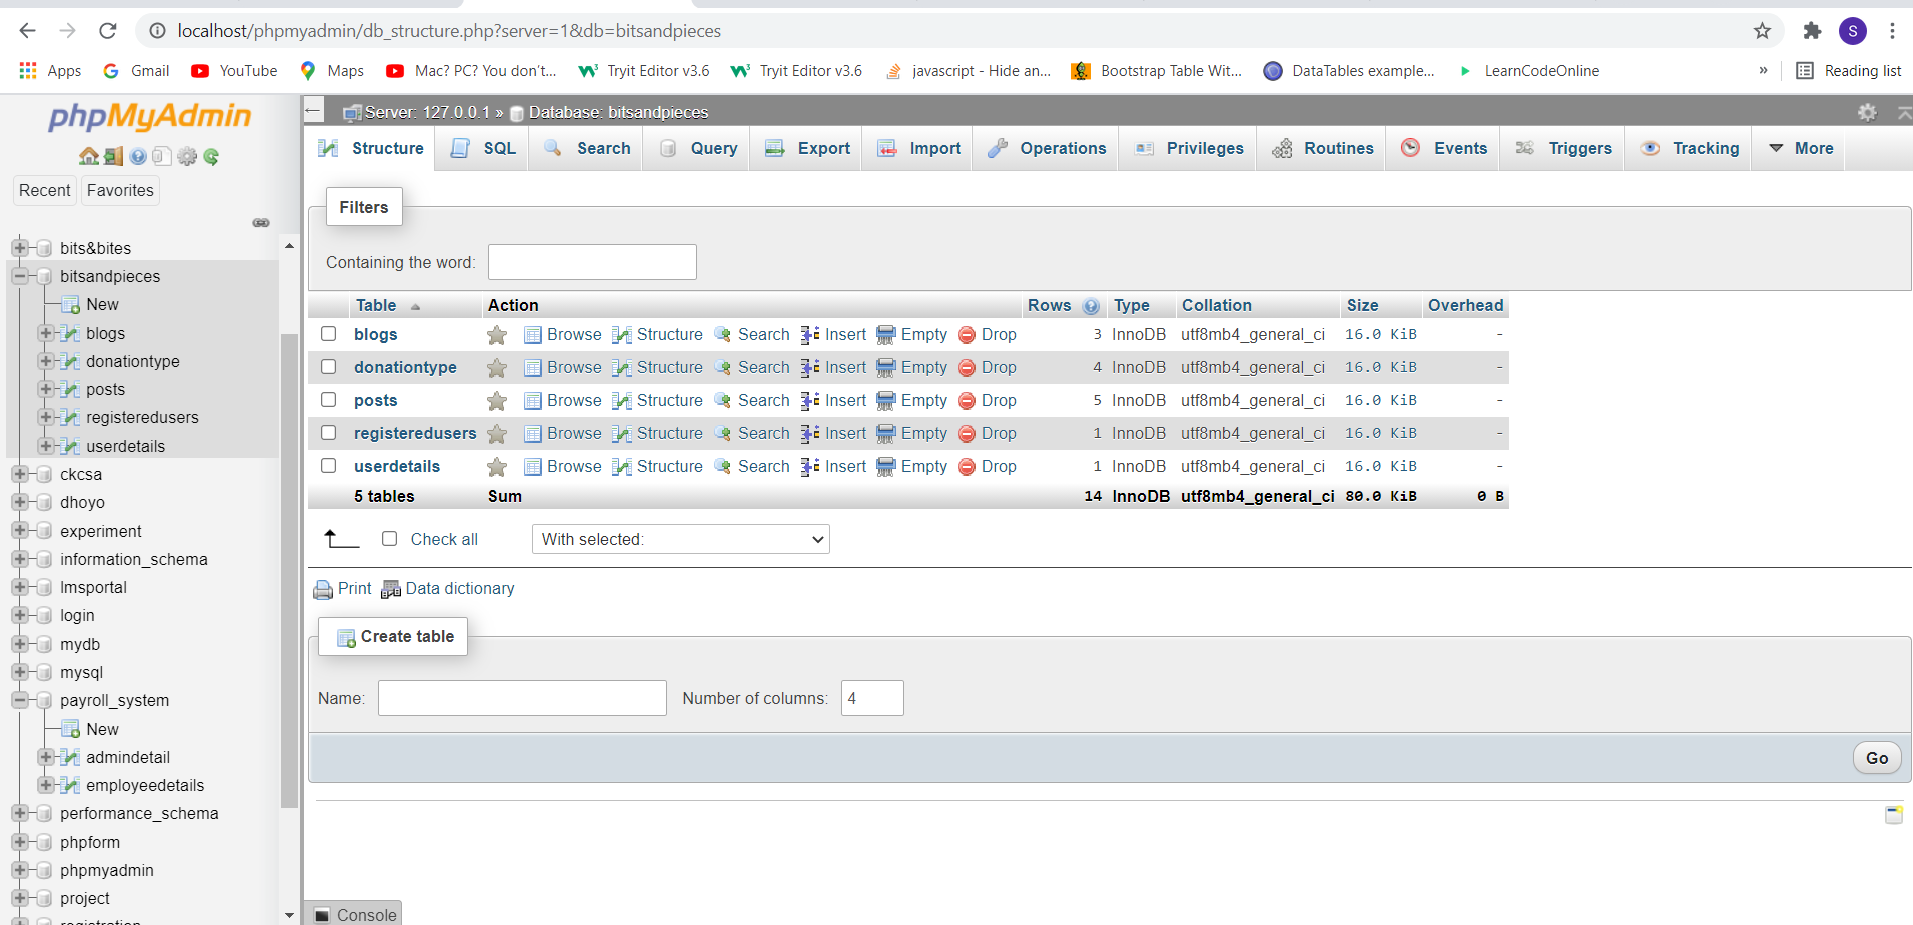 localhost/phpmyadmin/db_structure.php?server=1&db=bitsandpieces
S
Apps Gmail YouTube Maps Mac? PC? You don't... Tryit Editor v3.6 Tryit Editor v3.6 javascript - Hide an... Bootstrap Table Wit... DataTables example... LearnCodeOnline » Reading list
phpMyAdmin
Recent Favorites
bits&bites
bitsandpieces
New
blogs
donationtype
posts
registeredusers
userdetails
ckcsa
dhoyo
experiment
information_schema
lmsportal
login
mydb
mysql
payroll_system
New
admindetail
employeedetails
performance_schema
phpform
phpmyadmin
project
registration
Server: 127.0.0.1 » Database: bitsandpieces
Structure SQL Search Query Export Import Operations Privileges Routines Events Triggers Tracking More
Filters
Containing the word:
Table Action Rows Type Collation Size Overhead
blogs Browse Structure Search Insert Empty Drop 3 InnoDB utf8mb4_general_ci 16.0 KiB -
donationtype Browse Structure Search Insert Empty Drop 4 InnoDB utf8mb4_general_ci 16.0 KiB -
posts Browse Structure Search Insert Empty Drop 5 InnoDB utf8mb4_general_ci 16.0 KiB -
registeredusers Browse Structure Search Insert Empty Drop 1 InnoDB utf8mb4_general_ci 16.0 KiB -
userdetails Browse Structure Search Insert Empty Drop 1 InnoDB utf8mb4_general_ci 16.0 KiB -
5 tables Sum 14 InnoDB utf8mb4_general_ci 80.0 KiB 0 B
Check all With selected:
Print Data dictionary
Create table
Name: Number of columns: 4
Go
Console